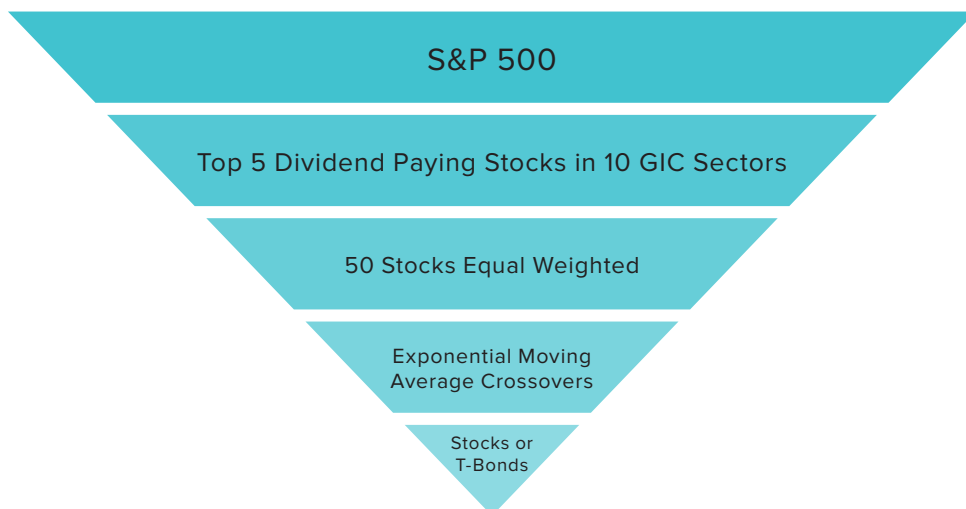 S&P 500
Top 5 Dividend Paying Stocks in 10 GIC Sectors
50 Stocks Equal Weighted
Exponential Moving
Average Crossovers
Stocks or
T-Bonds